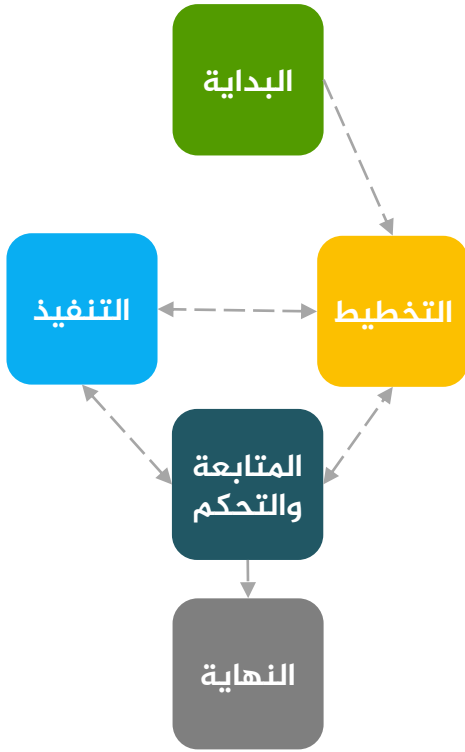 البداية
التخطيط
التنفيذ
المتابعة
والتحكم
النهاية